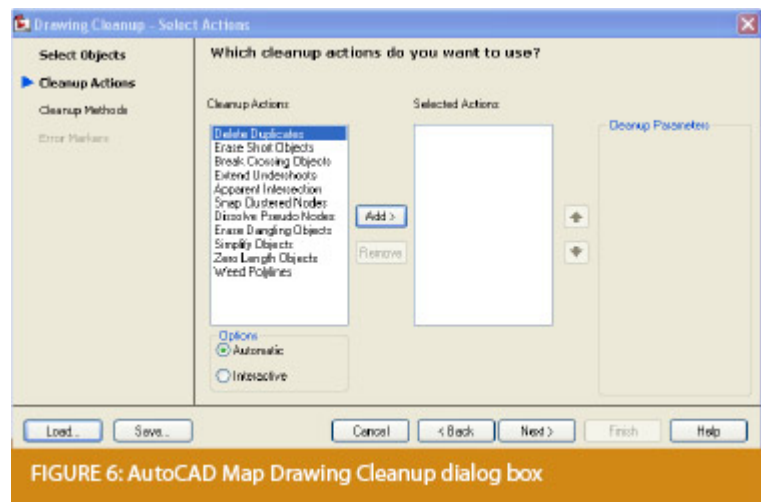 Drawing Cleanup - Select Actions
Select Objects
Cleanup Actions
Cleanup Methods
Error Markers
Which cleanup actions do you want to use?
Cleanup Actions:
Delete Duplicates
Erase Short Objects
Break Crossing Objects
Extend Undershoots
Apparent Intersection
Snap Clustered Nodes
Dissolve Pseudo Nodes
Erase Dangling Objects
Simplify Objects
Zero Length Objects
Weed Polylines
Add >
Remove
Selected Actions:
Cleanup Parameters
Options
Automatic
Interactive
Load...
Save...
Cancel
< Back
Next >
Finish
Help
FIGURE 6: AutoCAD Map Drawing Cleanup dialog box